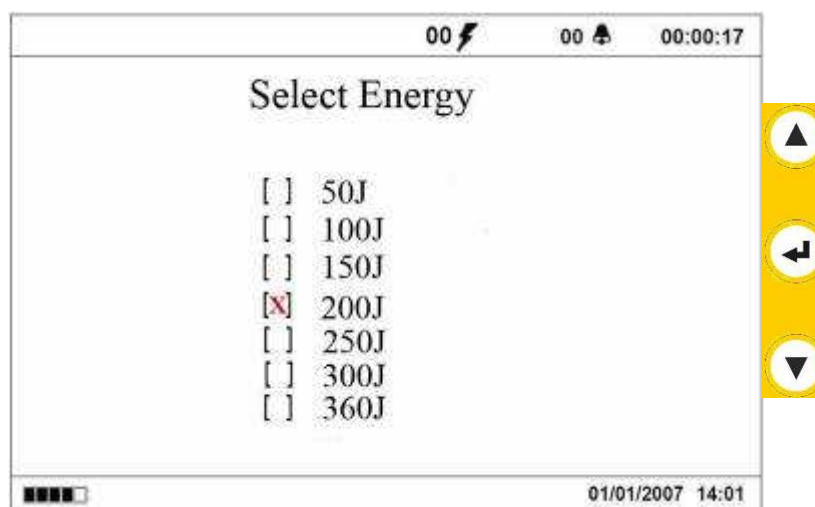 00 00 00:00:17
Select Energy
[ ] 50J
[ ] 100J
[ ] 150J
[X] 200J
[ ] 250J
[ ] 300J
[ ] 360J
01/01/2007 14:01